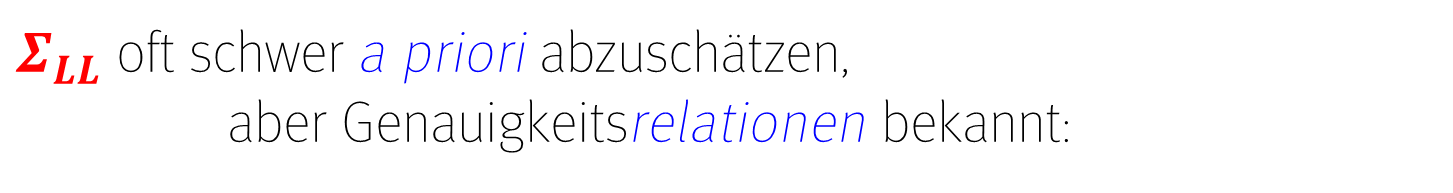 Σ_LL oft schwer a priori abzuschätzen,
aber Genauigkeitsrelationen bekannt: